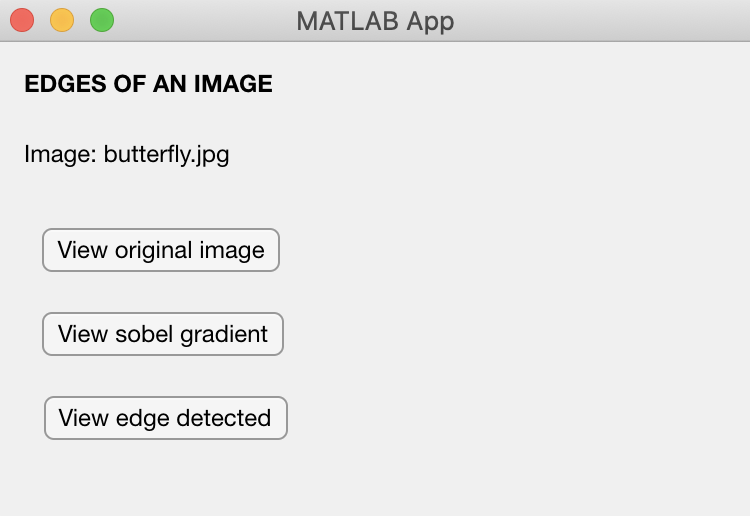 MATLAB App
EDGES OF AN IMAGE
Image: butterfly.jpg
View original image
View sobel gradient
View edge detected